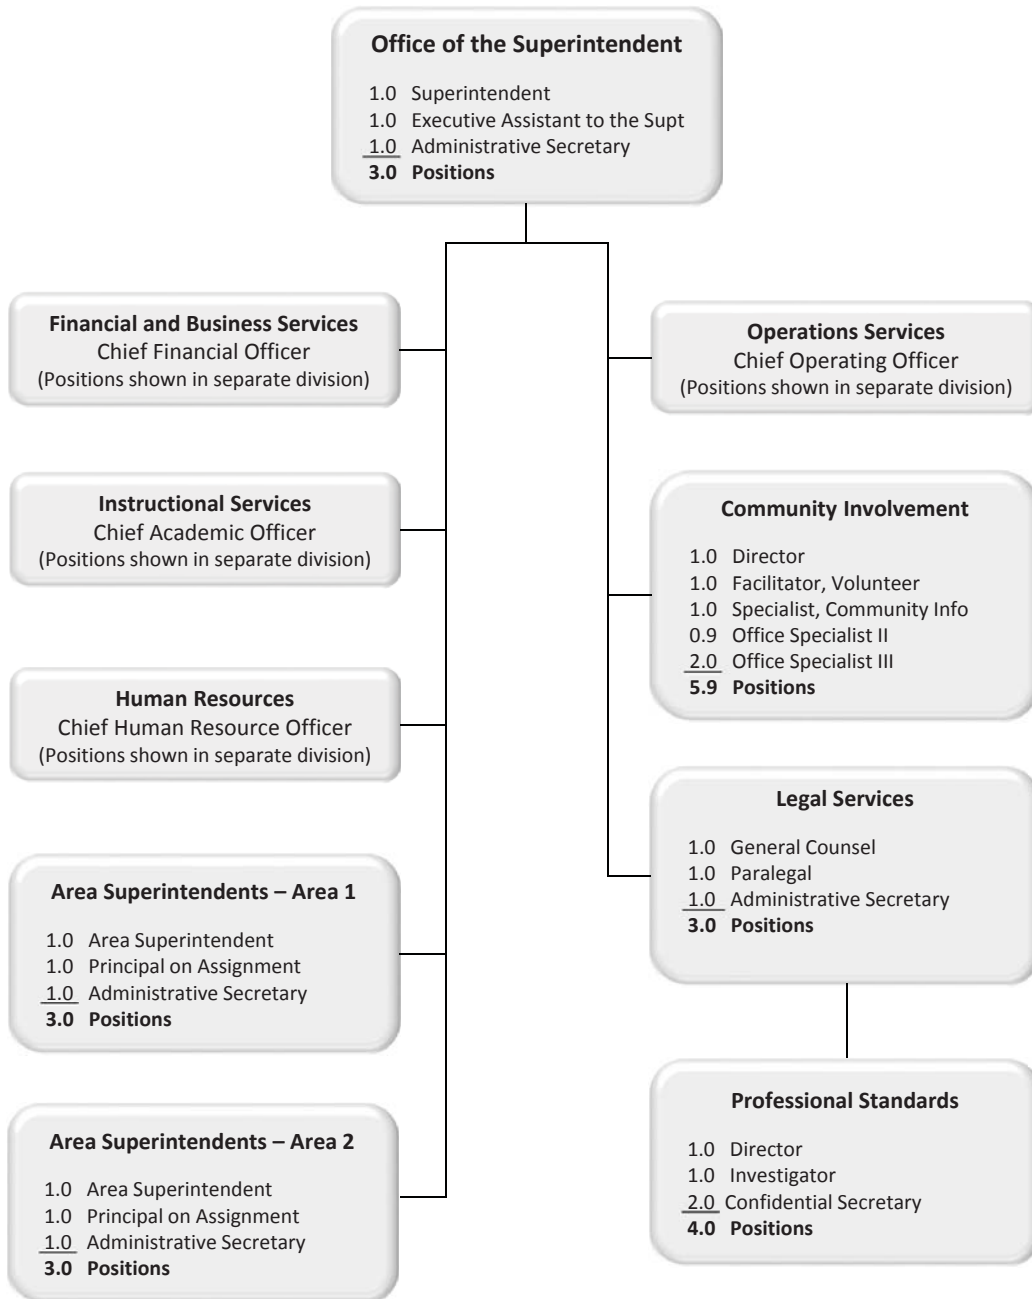 Office of the Superintendent
1.0 Superintendent
1.0 Executive Assistant to the Supt
1.0 Administrative Secretary
3.0 Positions
Financial and Business Services
Chief Financial Officer
(Positions shown in separate division)
Instructional Services
Chief Academic Officer
(Positions shown in separate division)
Human Resources
Chief Human Resource Officer
(Positions shown in separate division)
Area Superintendents – Area 1
1.0 Area Superintendent
1.0 Principal on Assignment
1.0 Administrative Secretary
3.0 Positions
Area Superintendents – Area 2
1.0 Area Superintendent
1.0 Principal on Assignment
1.0 Administrative Secretary
3.0 Positions
Operations Services
Chief Operating Officer
(Positions shown in separate division)
Community Involvement
1.0 Director
1.0 Facilitator, Volunteer
1.0 Specialist, Community Info
0.9 Office Specialist II
2.0 Office Specialist III
5.9 Positions
Legal Services
1.0 General Counsel
1.0 Paralegal
1.0 Administrative Secretary
3.0 Positions
Professional Standards
1.0 Director
1.0 Investigator
2.0 Confidential Secretary
4.0 Positions